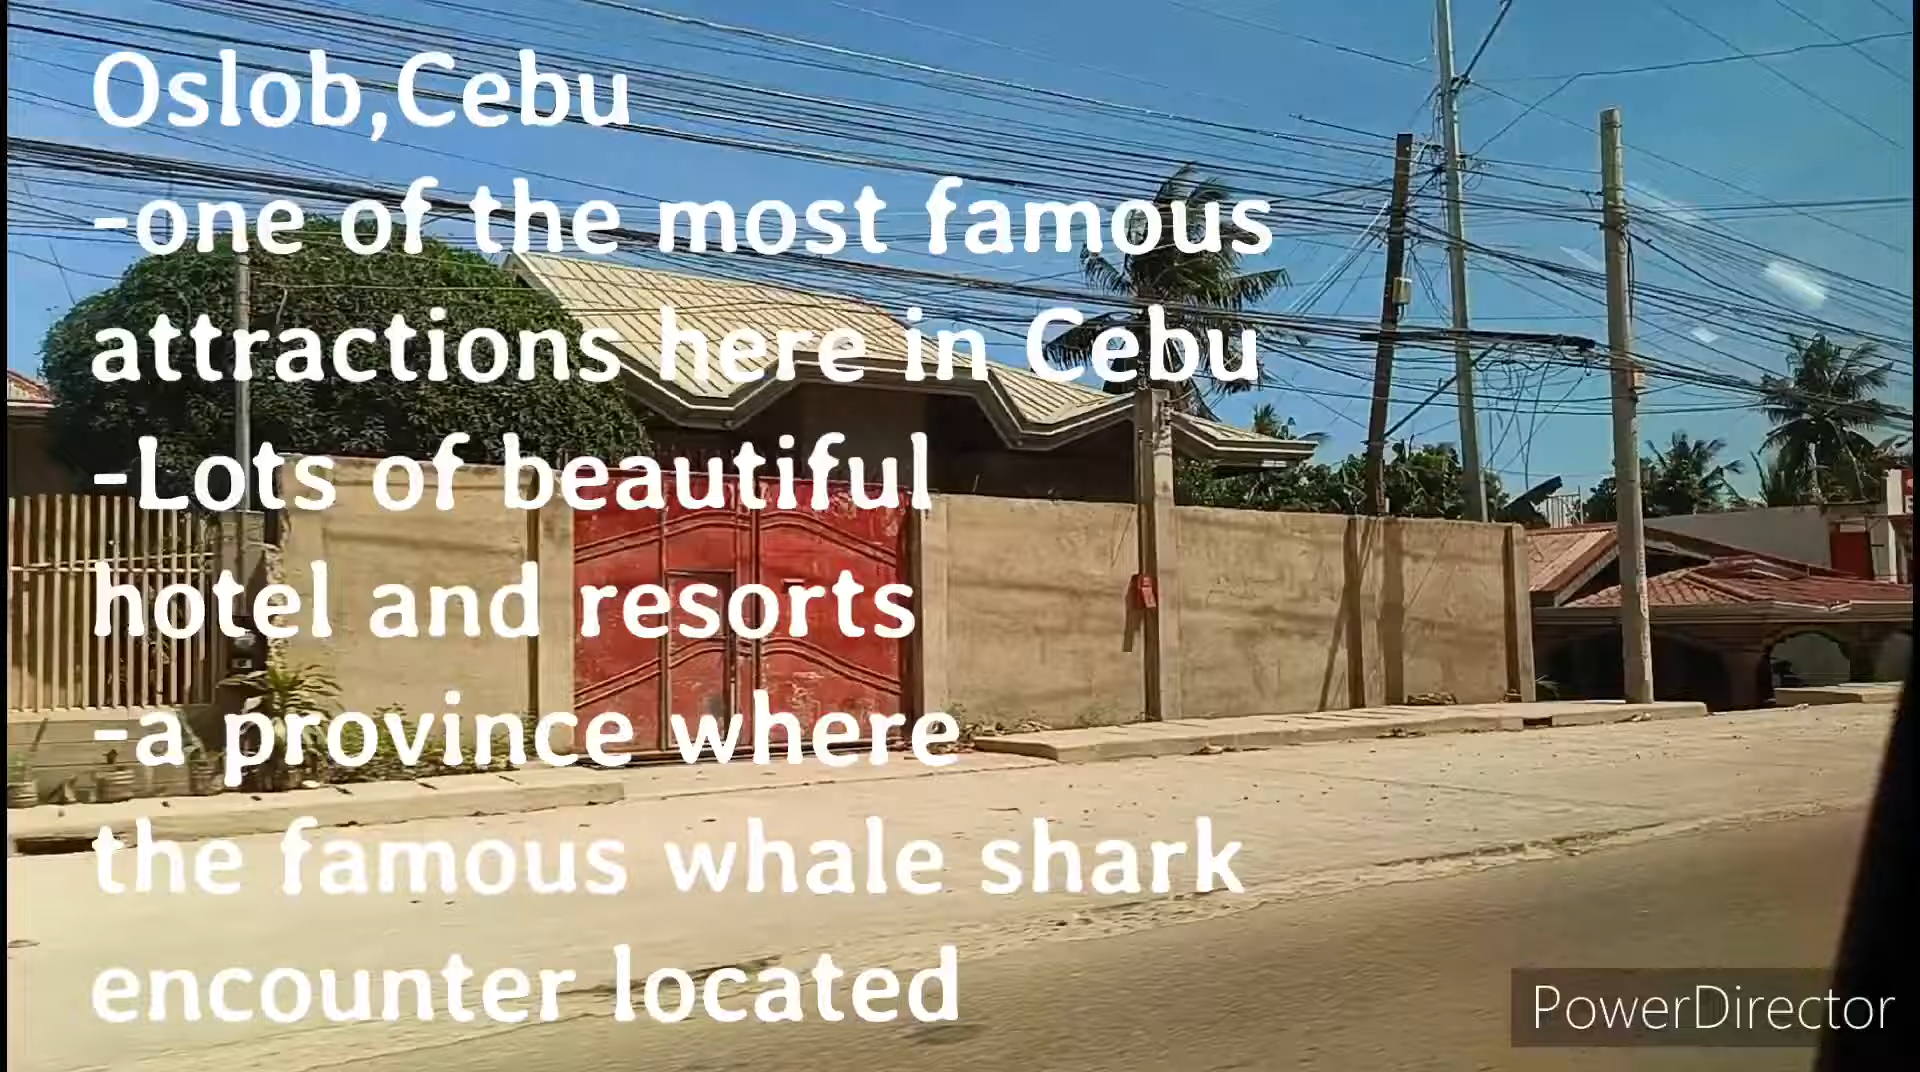 Oslob,Cebu
-one of the most famous
attractions here in Cebu
-Lots of beautiful
hotel and resorts
-a province where
the famous whale shark
encounter located
PowerDirector